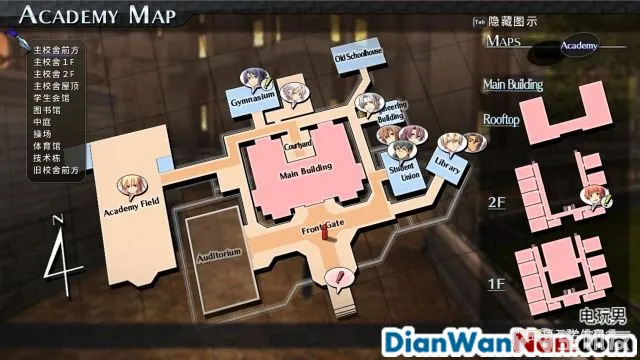 ACADEMY MAP
Tab 隐藏图示
主校舍前方
主校舍1F
主校舍2F
主校舍屋顶
学生会馆
图书馆
中庭
操场
体育馆
技术栋
旧校舍前方
MAPS
Academy
Old Schoolhouse
Gymnasium
Building
Courtyard
Main Building
Student
Union
Library
Academy Field
Front Gate
Auditorium
N
Main Building
Rooftop
2F
1F
电玩男
DianWanNan.com